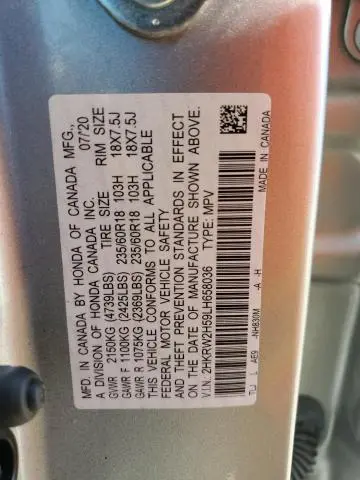 MFD. IN CANADA BY HONDA OF CANADA MFG.,
A DIVISION OF HONDA CANADA INC. 07/20
TIRE SIZE RIM SIZE
GVWR 2150KG (4739LBS)
GAWR F 1100KG (2425LBS) 235/60R18 103H 18X7.5J
GAWR R 1075KG (2369LBS) 235/60R18 103H 18X7.5J
THIS VEHICLE CONFORMS TO ALL APPLICABLE
FEDERAL MOTOR VEHICLE SAFETY, BUMPER,
AND THEFT PREVENTION STANDARDS IN EFFECT
ON THE DATE OF MANUFACTURE SHOWN ABOVE.
V.I.N.: 2HKRW2H59LH658036 TYPE: MPV
NH830M A H
MADE IN CANADA